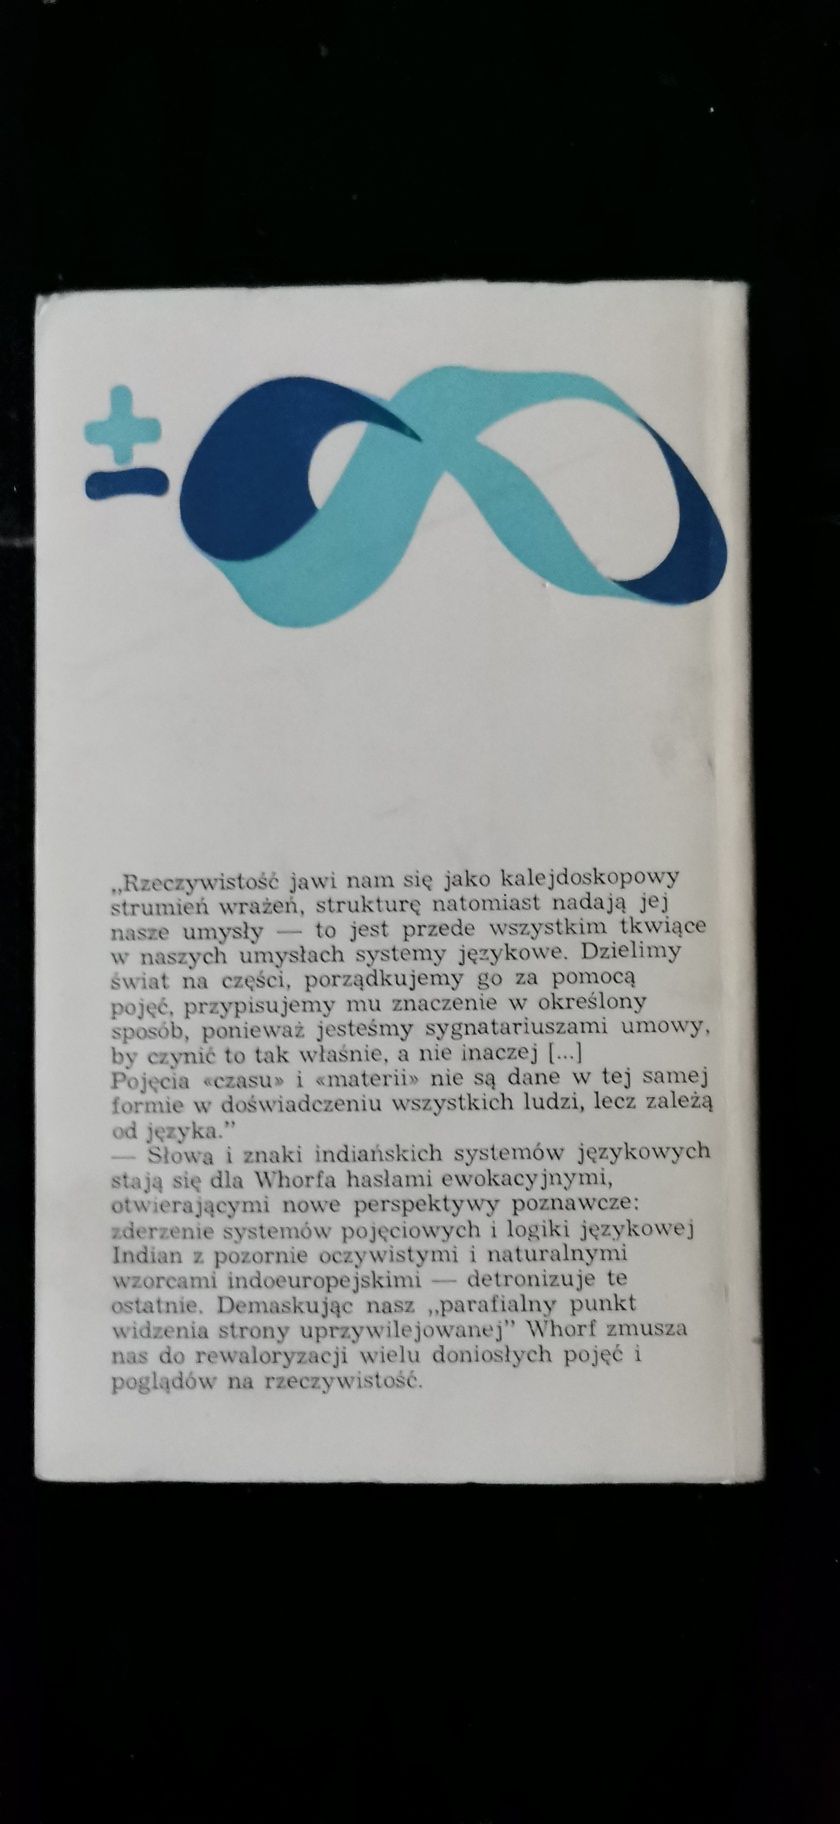 „Rzeczywistość jawi nam się jako kalejdoskopowy
strumień wrażeń, strukturę natomiast nadają jej
nasze umysły — to jest przede wszystkim tkwiące
w naszych umysłach systemy językowe. Dzielimy
świat na części, porządkujemy go za pomocą
pojęć, przypisujemy mu znaczenie w określony
sposób, ponieważ jesteśmy sygnatariuszami umowy,
by czynić to tak właśnie, a nie inaczej [...]
Pojęcia «czasu» i «materii» nie są dane w tej samej
formie w doświadczeniu wszystkich ludzi, lecz zależą
od języka.”
— Słowa i znaki indiańskich systemów językowych
stają się dla Whorfa hasłami ewokacyjnymi,
otwierającymi nowe perspektywy poznawcze:
zderzenie systemów pojęciowych i logiki językowej
Indian z pozornie oczywistymi i naturalnymi
wzorcami indoeuropejskimi — detronizuje te
ostatnie. Demaskując nasz „parafialny punkt
widzenia strony uprzywilejowanej” Whorf zmusza
nas do rewaloryzacji wielu doniosłych pojęć i
poglądów na rzeczywistość.